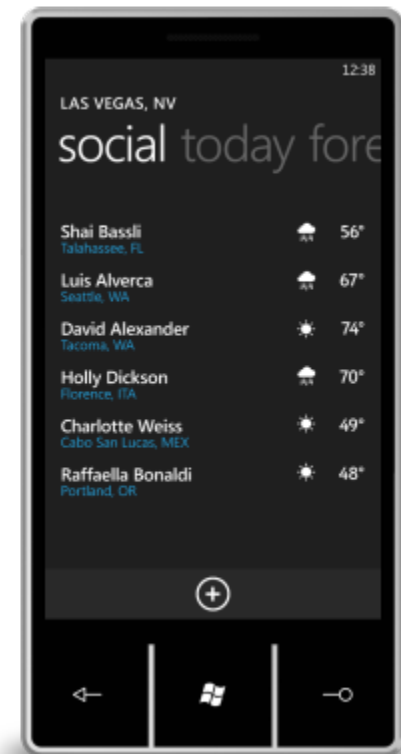 12:38
LAS VEGAS, NV
social today fore
Shai Bassli 56°
Talahassee, FL
Luis Alverca 67°
Seattle, WA
David Alexander 74°
Tacoma, WA
Holly Dickson 70°
Florence, ITA
Charlotte Weiss 49°
Cabo San Lucas, MEX
Raffaella Bonaldi 48°
Portland, OR